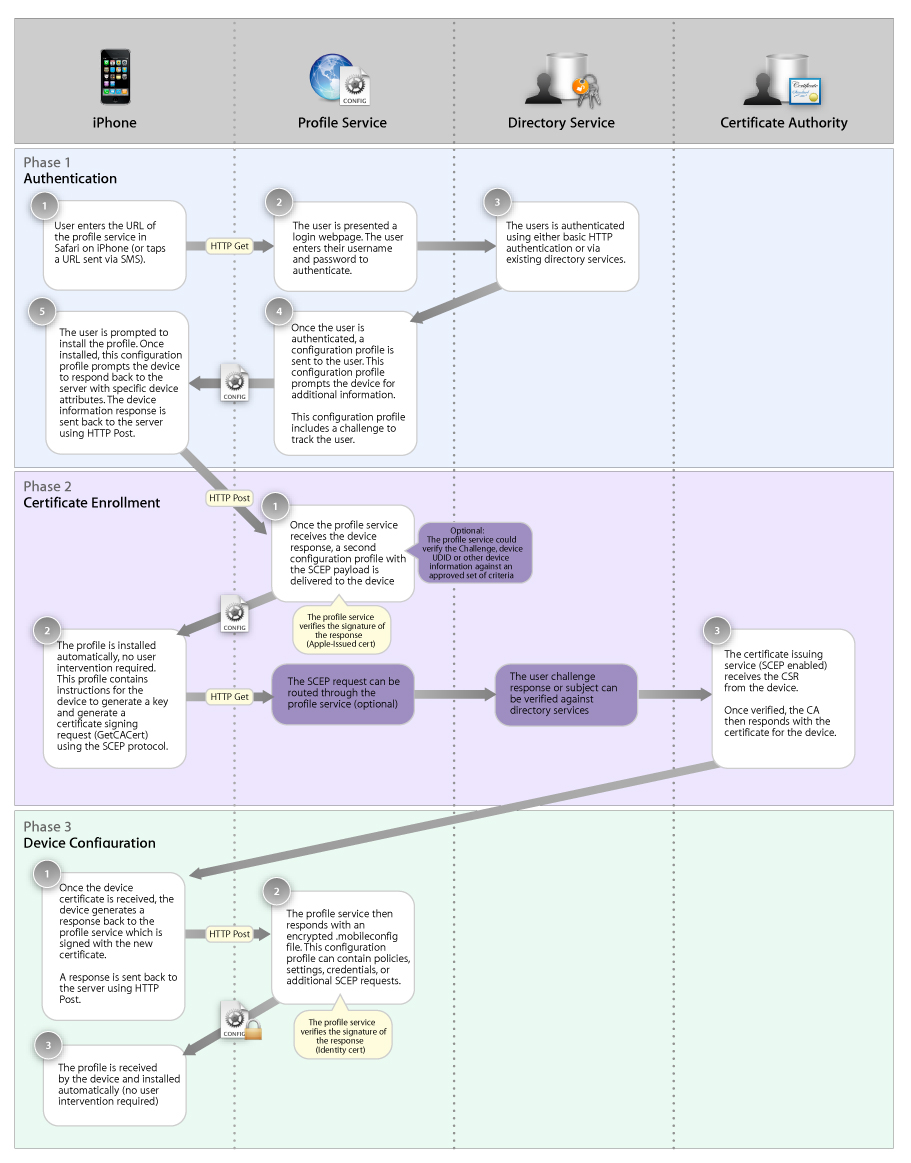 CONFIG
iPhone
Profile Service
Directory Service
Certificate Authority
Phase 1
Authentication
1
User enters the URL of
the profile service in
Safari on iPhone (or taps
a URL sent via SMS).
HTTP Get
2
The user is presented a
login webpage. The user
enters their username
and password to
authenticate.
3
The users is authenticated
using either basic HTTP
authentication or via
existing directory services.
5
The user is prompted to
install the profile. Once
installed, this configuration
profile prompts the device
to respond back to the
server with specific device
attributes. The device
information response is
sent back to the server
using HTTP Post.
CONFIG
4
Once the user is
authenticated, a
configuration profile is
sent to the user. This
configuration profile
prompts the device for
additional information.
This configuration profile
includes a challenge to
track the user.
Phase 2
Certificate Enrollment
HTTP Post
1
Once the profile service
receives the device
response, a second
configuration profile with
the SCEP payload is
delivered to the device
Optional:
The profile service could
verify the Challenge, device
UDID or other device
information against an
approved set of criteria
The profile service
verifies the signature of
the response
(Apple-Issued cert)
CONFIG
2
The profile is installed
automatically, no user
intervention required.
This profile contains
instructions for the
device to generate a key
and generate a
certificate signing
request (GetCACert)
using the SCEP protocol.
HTTP Get
The SCEP request can be
routed through the
profile service (optional)
The user challenge
response or subject can
be verified against
directory services
3
The certificate issuing
service (SCEP enabled)
receives the CSR
from the device.
Once verified, the CA
then responds with the
certificate for the device.
Phase 3
Device Configuration
1
Once the device
certificate is received, the
device generates a
response back to the
profile service which is
signed with the new
certificate.
A response is sent back to
the server using HTTP
Post.
HTTP Post
2
The profile service then
responds with an
encrypted .mobileconfig
file. This configuration
profile can contain policies,
settings, credentials, or
additional SCEP requests.
The profile service
verifies the signature of
the response
(Identity cert)
CONFIG
3
The profile is received
by the device and installed
automatically (no user
intervention required)